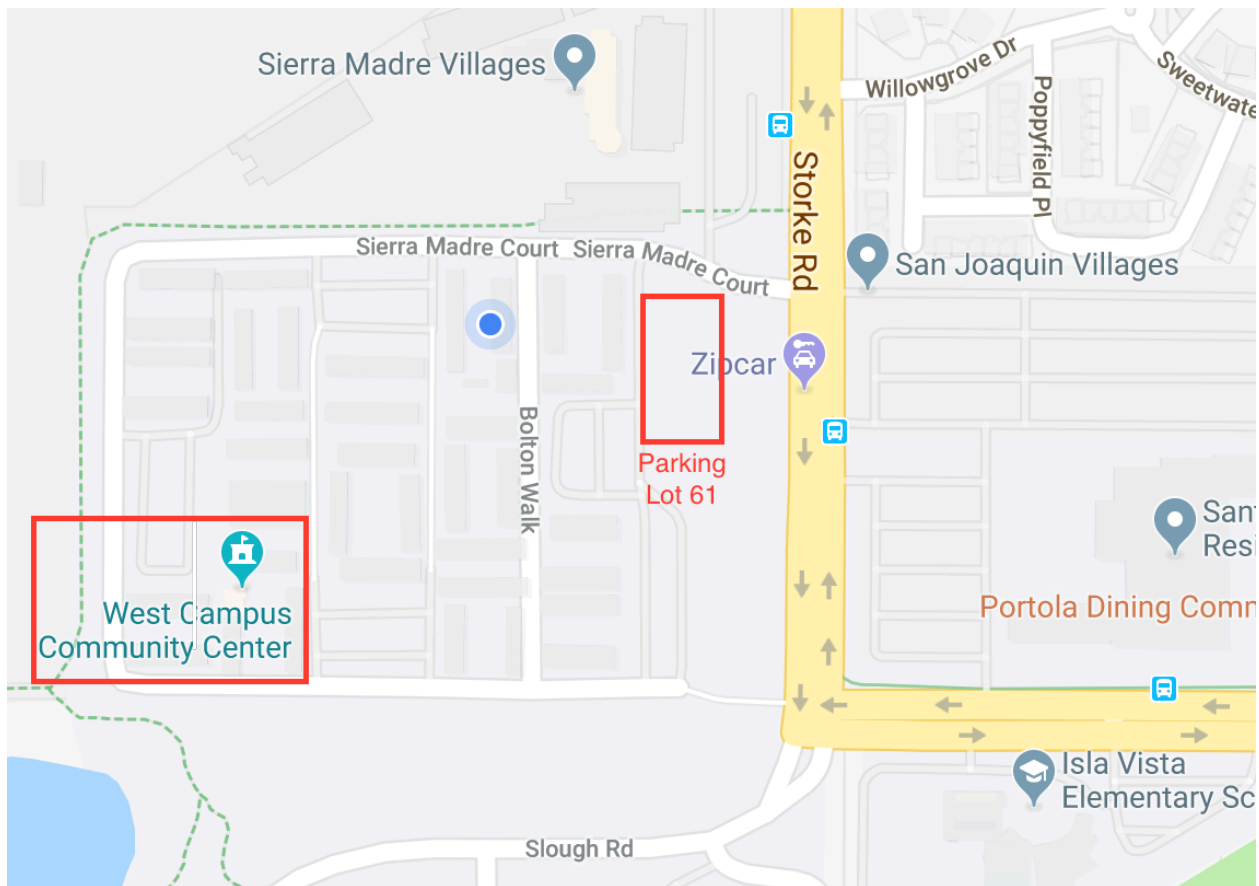 Sierra Madre Villages
Willowgrove Dr
Sweetwate
Poppyfield Pl
Storke Rd
Sierra Madre Court
Sierra Madre Court
San Joaquin Villages
Zipcar
Bolton Walk
Parking
Lot 61
San
Resi
West Campus
Community Center
Portola Dining Comm
Isla Vista
Elementary Sc
Slough Rd